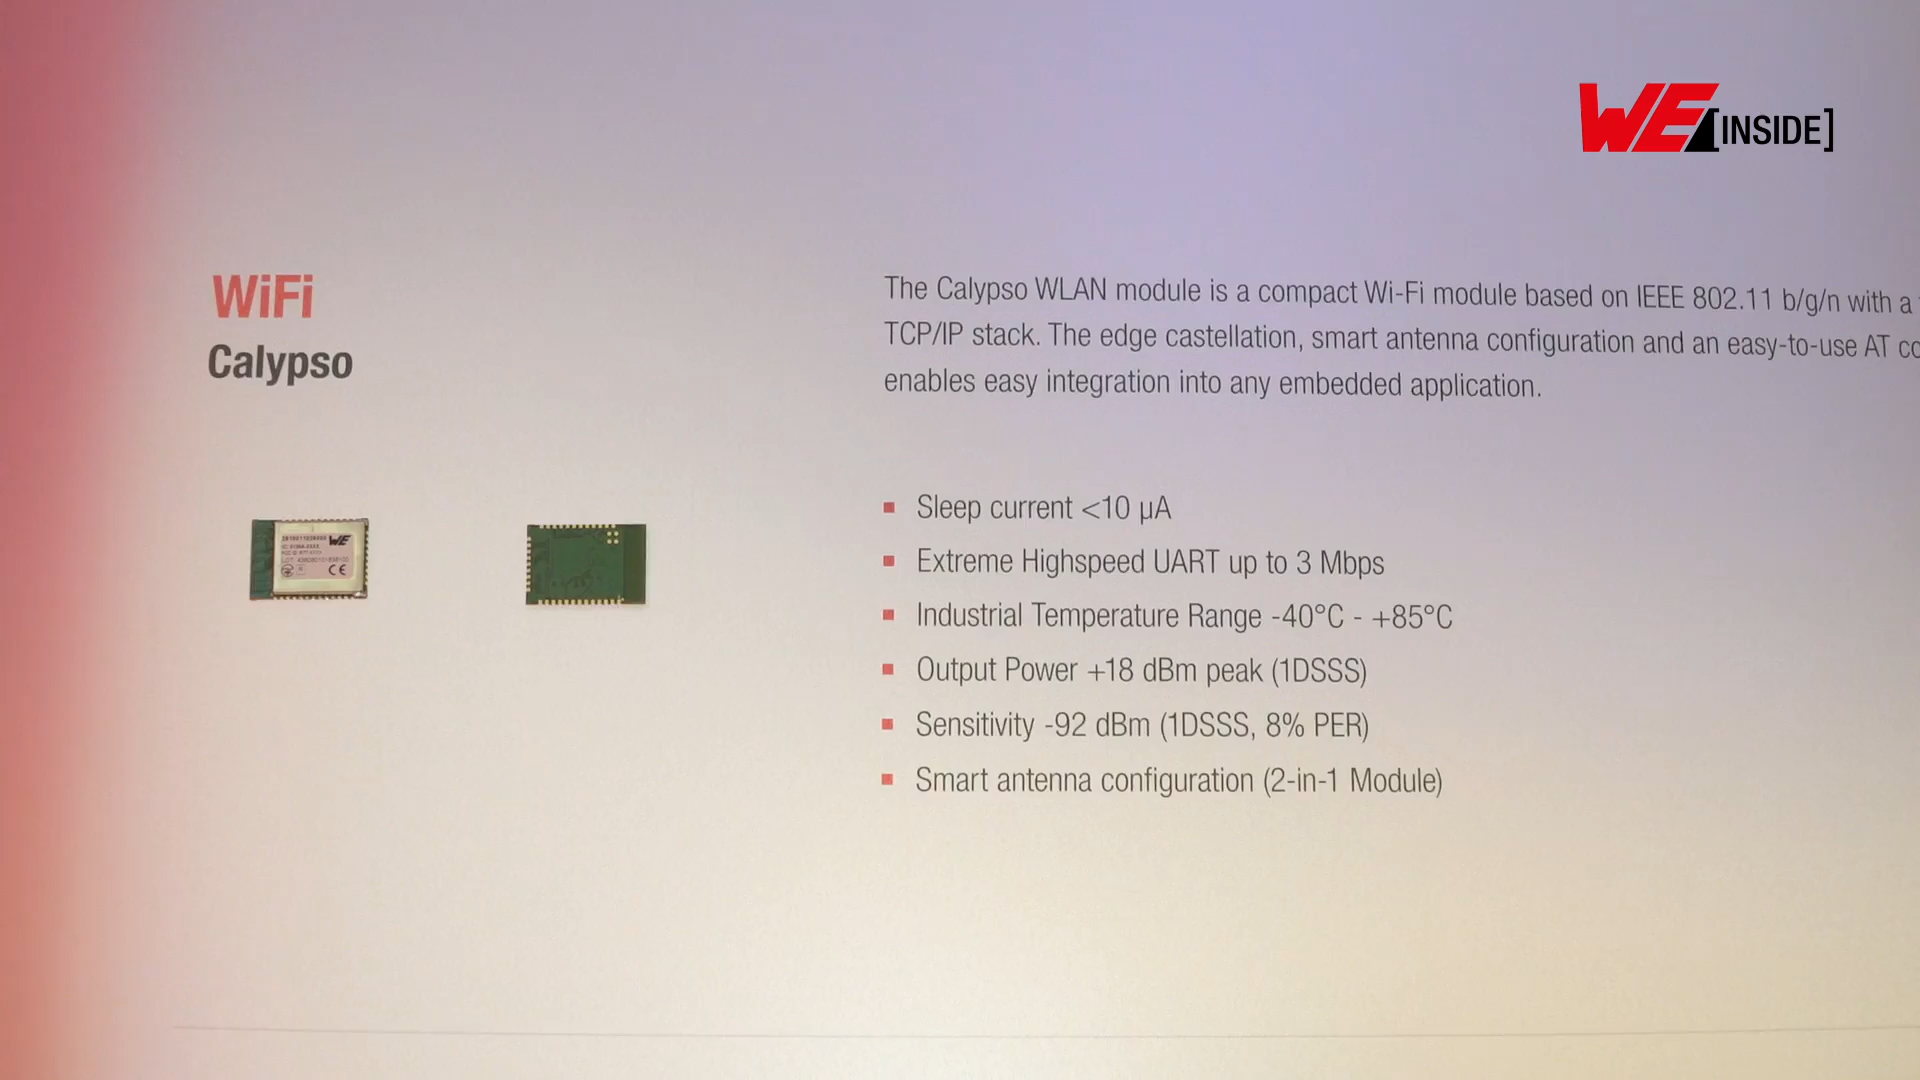 WE [INSIDE]
WiFi
Calypso
The Calypso WLAN module is a compact Wi-Fi module based on IEEE 802.11 b/g/n with a
TCP/IP stack. The edge castellation, smart antenna configuration and an easy-to-use AT co
enables easy integration into any embedded application.
WE
CE
Sleep current <10 µA
Extreme Highspeed UART up to 3 Mbps
Industrial Temperature Range -40°C - +85°C
Output Power +18 dBm peak (1DSSS)
Sensitivity -92 dBm (1DSSS, 8% PER)
Smart antenna configuration (2-in-1 Module)